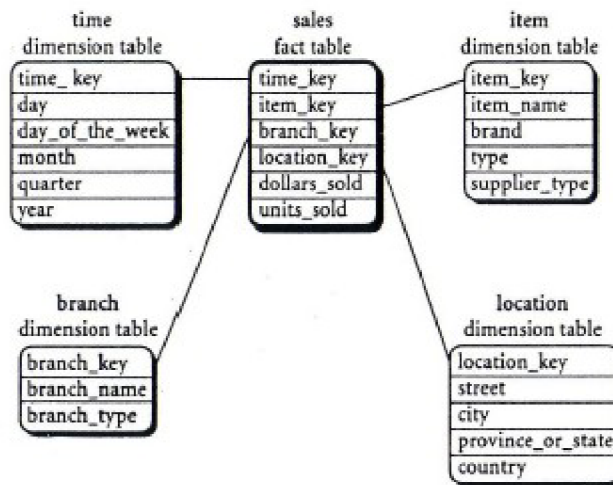 time
dimension table
time_ key
day
day_of_the_week
month
quarter
year
sales
fact table
time_key
item_key
branch_key
location_key
dollars_sold
units_sold
item
dimension table
item_key
item_name
brand
type
supplier_type
branch
dimension table
branch_key
branch_name
branch_type
location
dimension table
location_key
street
city
province_or_state
country